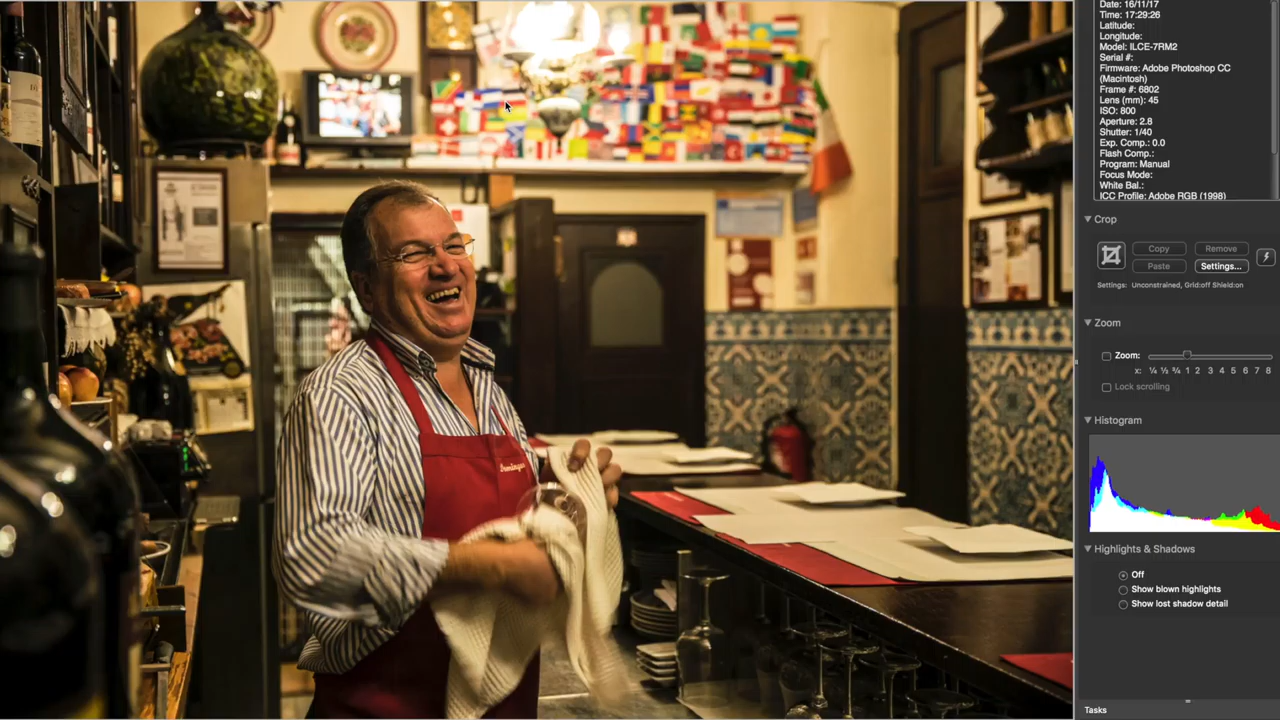 Date: 16/11/17
Time: 17:29:26
Latitude:
Longitude:
Model: ILCE-7RM2
Serial #:
Firmware: Adobe Photoshop CC
(Macintosh)
Frame #: 6802
Lens (mm): 45
ISO: 800
Aperture: 2.8
Shutter: 1/40
Exp. Comp.: 0.0
Flash Comp.:
Program: Manual
Focus Mode:
White Bal.:
ICC Profile: Adobe RGB (1998)
Crop
Copy Remove
Paste Settings...
Settings: Unconstrained, Grid:off Shield:on
Zoom
Zoom:
x: ¼ ½ ¾ 1 2 3 4 5 6 7 8
Lock scrolling
Histogram
Highlights & Shadows
Off
Show blown highlights
Show lost shadow detail
Tasks